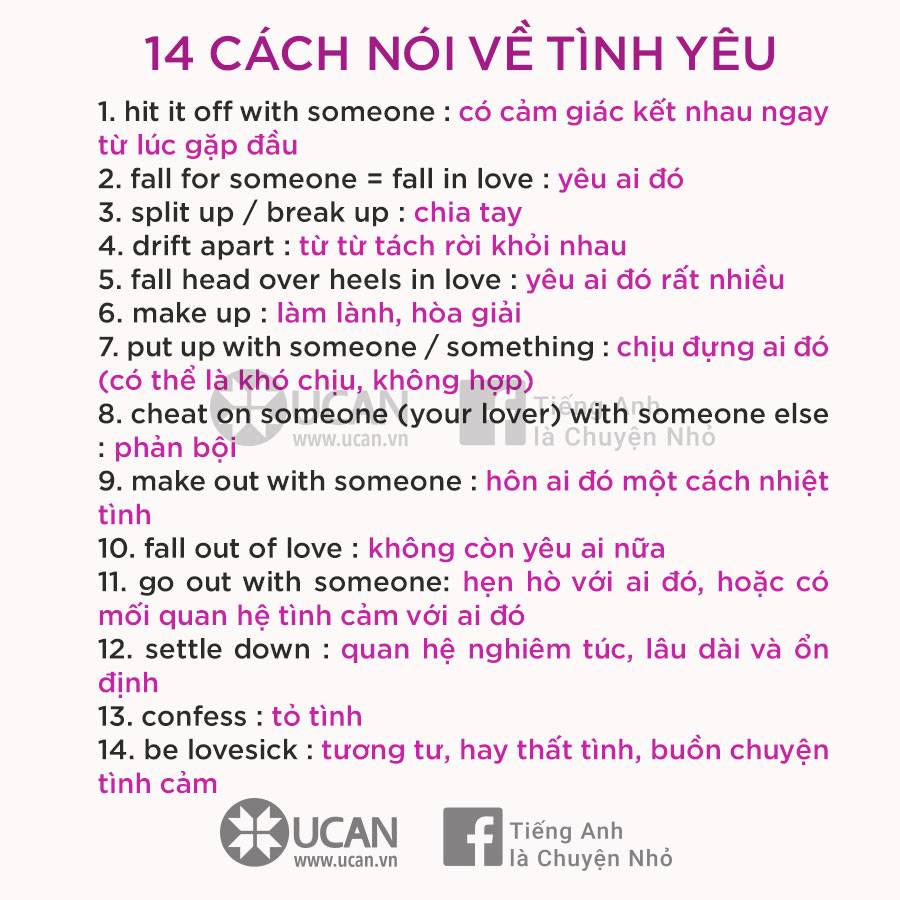 14 CÁCH NÓI VỀ TÌNH YÊU
1. hit it off with someone : có cảm giác kết nhau ngay
từ lúc gặp đầu
2. fall for someone = fall in love : yêu ai đó
3. split up / break up : chia tay
4. drift apart : từ từ tách rời khỏi nhau
5. fall head over heels in love : yêu ai đó rất nhiều
6. make up : làm lành, hòa giải
7. put up with someone / something : chịu đựng ai đó
(có thể là khó chịu, không hợp)
8. cheat on someone (your lover) with someone else
: phản bội
9. make out with someone : hôn ai đó một cách nhiệt
tình
10. fall out of love : không còn yêu ai nữa
11. go out with someone: hẹn hò với ai đó, hoặc có
mối quan hệ tình cảm với ai đó
12. settle down : quan hệ nghiêm túc, lâu dài và ổn
định
13. confess : tỏ tình
14. be lovesick : tương tư, hay thất tình, buồn chuyện
tình cảm
UCAN
www.ucan.vn
Tiếng Anh
là Chuyện Nhỏ
UCAN
www.ucan.vn
Tiếng Anh
là Chuyện Nhỏ